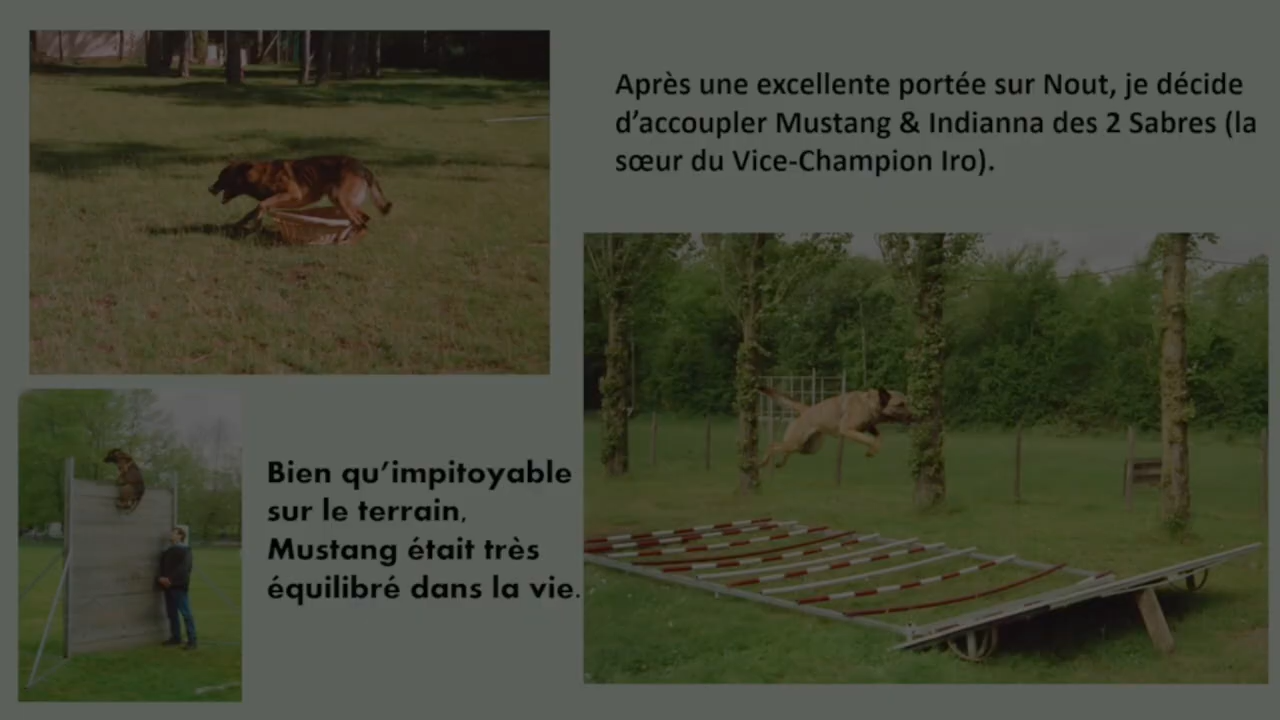 Après une excellente portée sur Nout, je décide
d’accoupler Mustang & Indianna des 2 Sabres (la
sœur du Vice-Champion Iro).
Bien qu’impitoyable
sur le terrain,
Mustang était très
équilibré dans la vie.